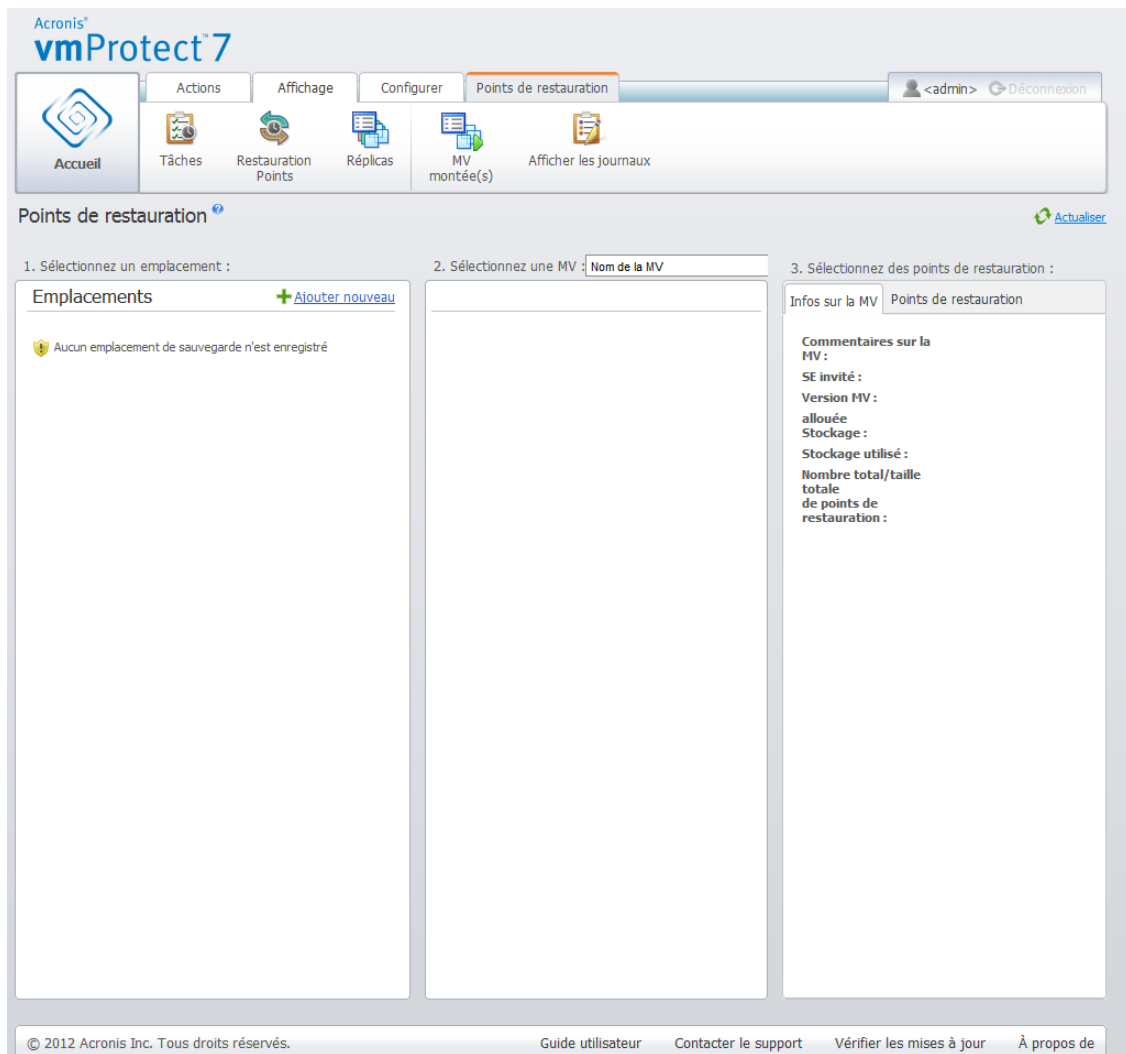 Acronis®
vmProtect™7
Actions
Affichage
Configurer
Points de restauration
<admin>
Déconnexion
Accueil
Tâches
Restauration
Points
Réplicas
MV
montée(s)
Afficher les journaux
Points de restauration
Actualiser
1. Sélectionnez un emplacement :
2. Sélectionnez une MV : Nom de la MV
3. Sélectionnez des points de restauration :
Emplacements
Ajouter nouveau
Aucun emplacement de sauvegarde n'est enregistré
Infos sur la MV
Points de restauration
Commentaires sur la
MV :
SE invité :
Version MV :
allouée
Stockage :
Stockage utilisé :
Nombre total/taille
totale
de points de
restauration :
© 2012 Acronis Inc. Tous droits réservés.
Guide utilisateur
Contacter le support
Vérifier les mises à jour
À propos de